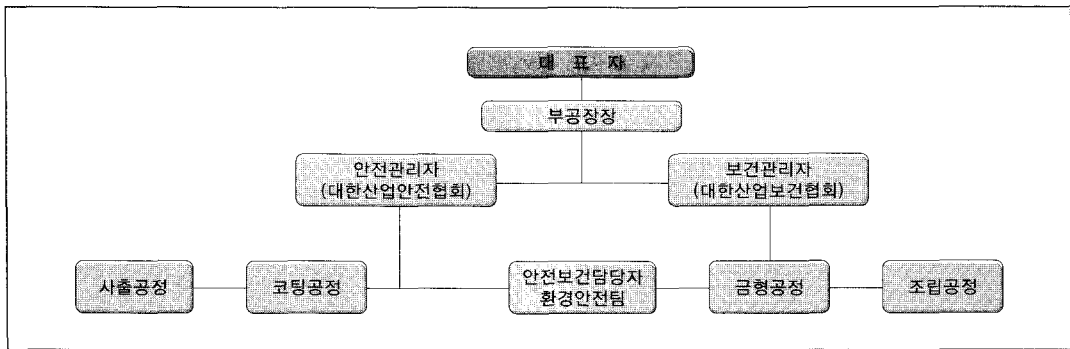 대 표 자
부공장장
안전관리자
(대한산업안전협회)
보건관리자
(대한산업보건협회)
사출공정
코팅공정
안전보건담당자
환경안전팀
금형공정
조립공정